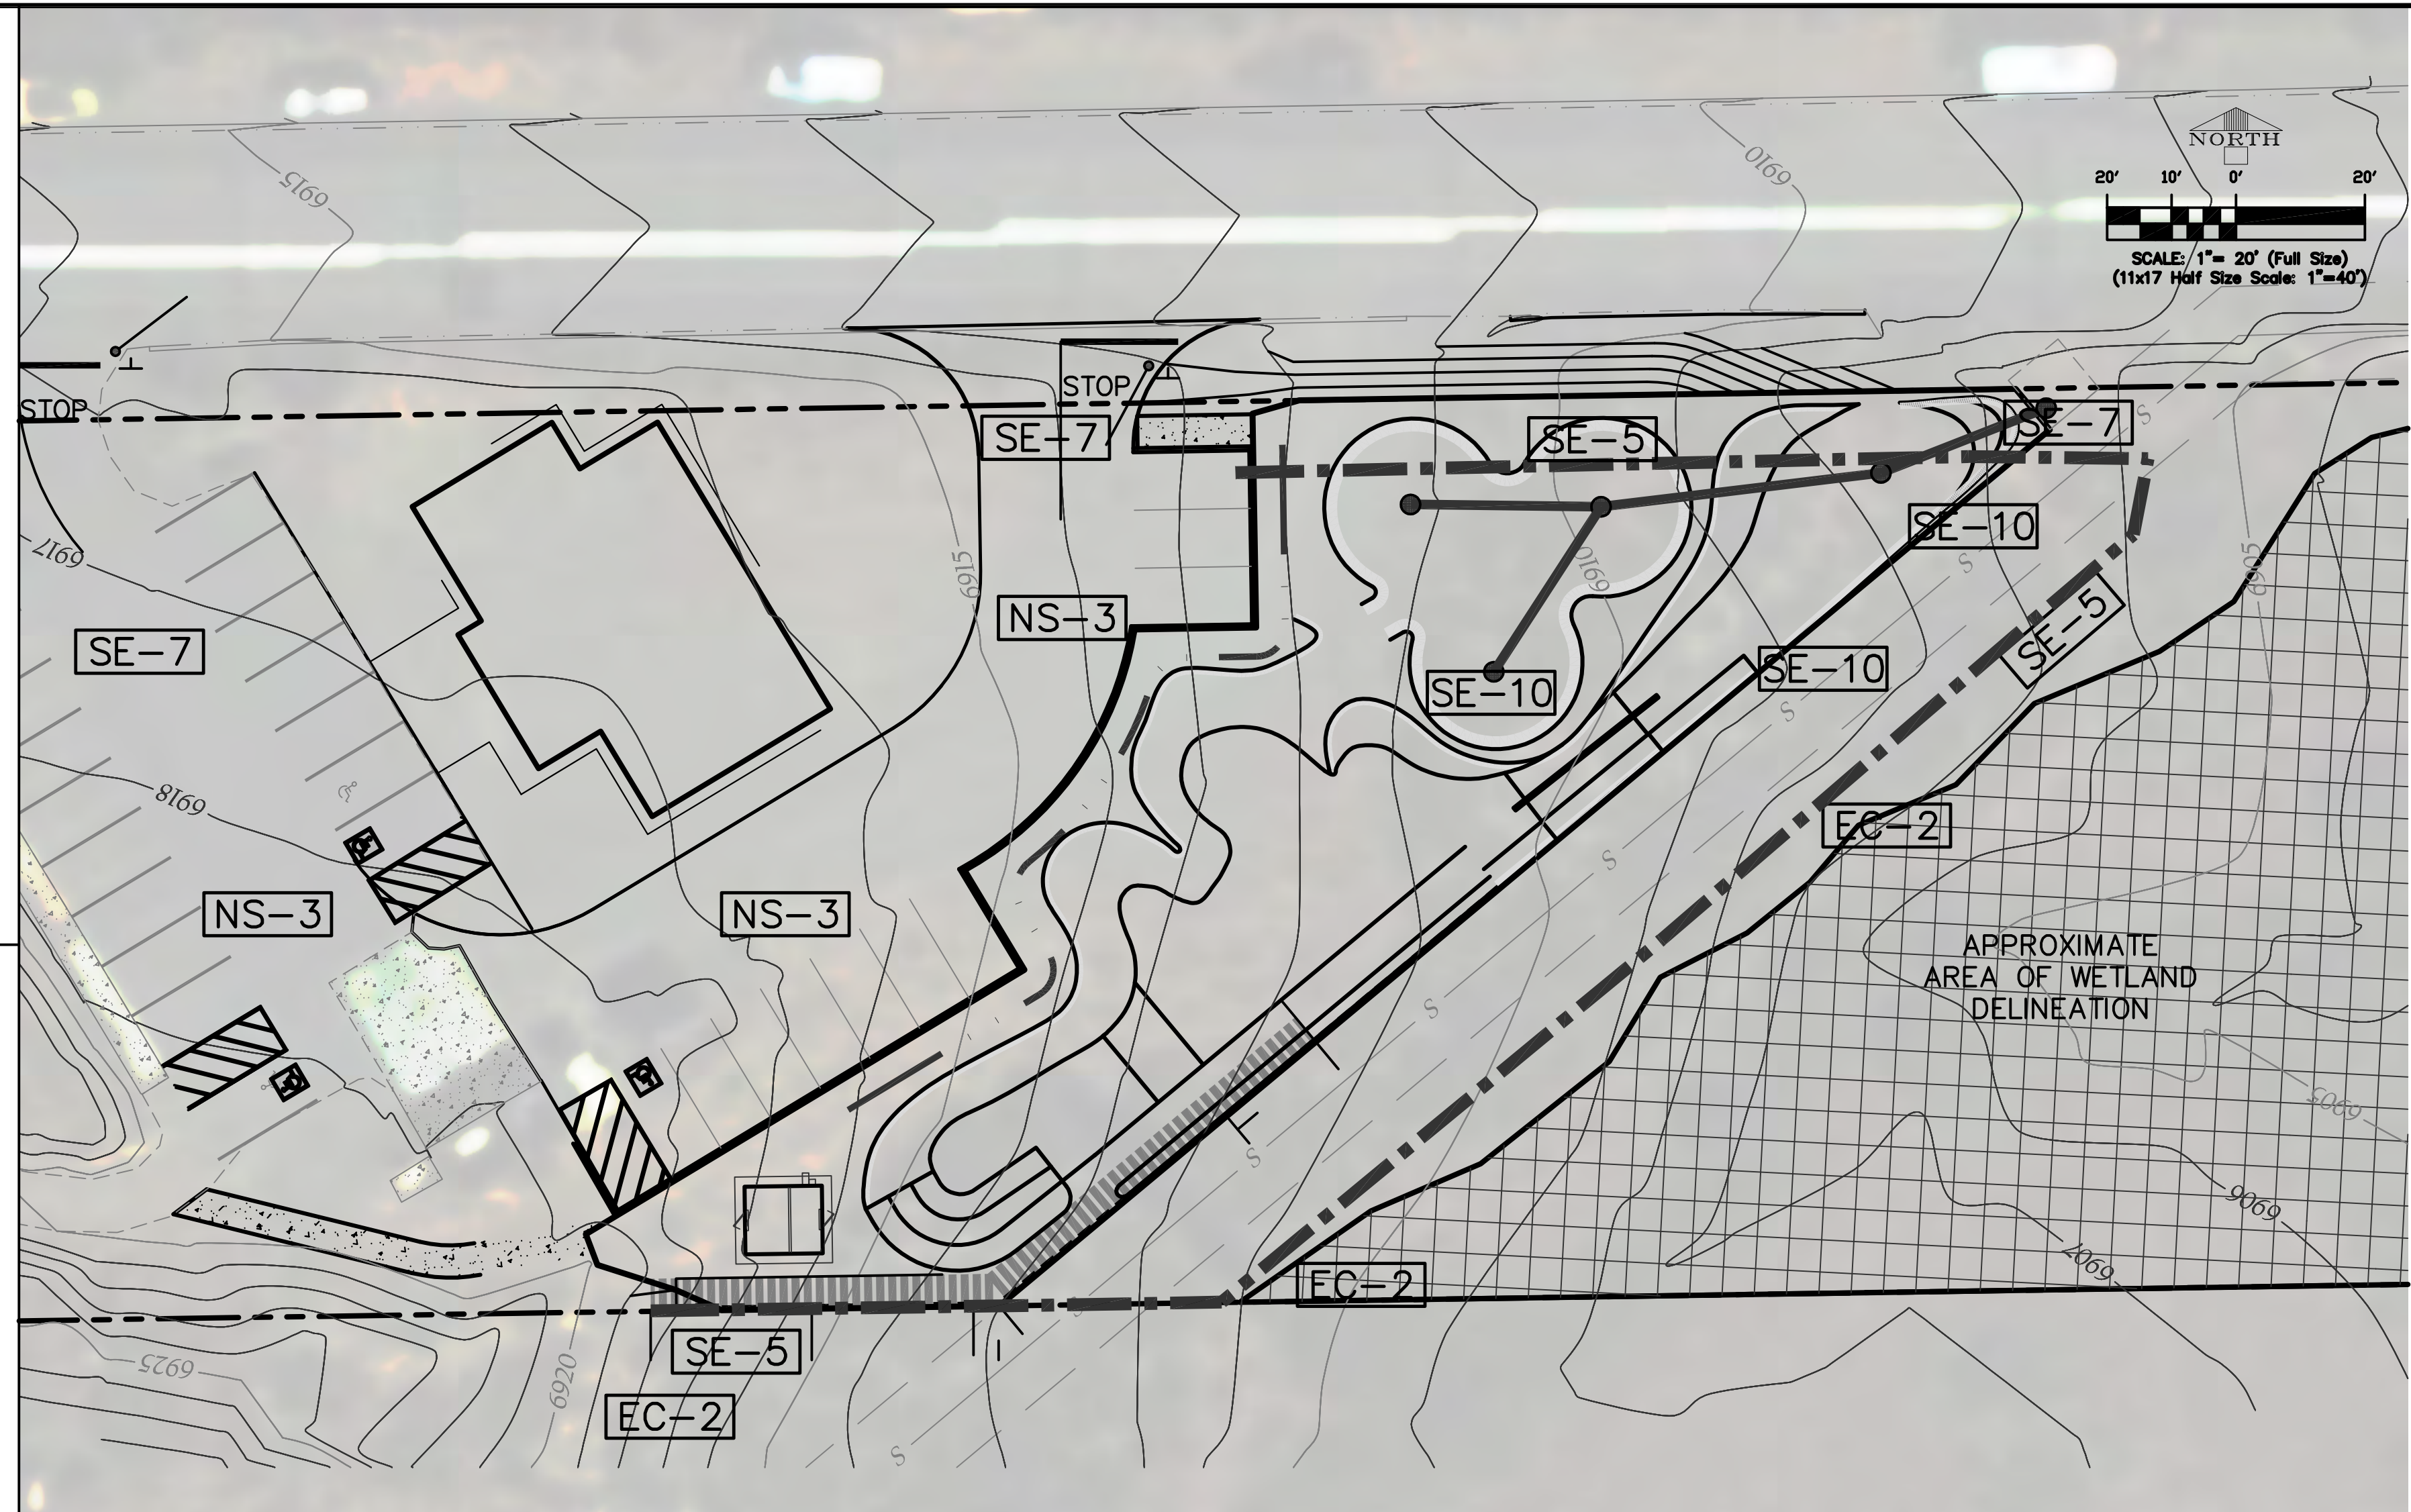 NORTH
20' 10' 0' 20'
SCALE: 1"= 20' (Full Size)
(11x17 Half Size Scale: 1"=40')
6915
6910
STOP
STOP
SE-7
SE-5
SE-7
SE-10
6917
6915
6910
6905
NS-3
SE-5
SE-7
SE-10
SE-10
6918
EC-2
S
S
S
S
S
S
S
S
S
NS-3
NS-3
APPROXIMATE
AREA OF WETLAND
DELINEATION
6905
6906
6907
EC-2
SE-5
6925
6920
EC-2